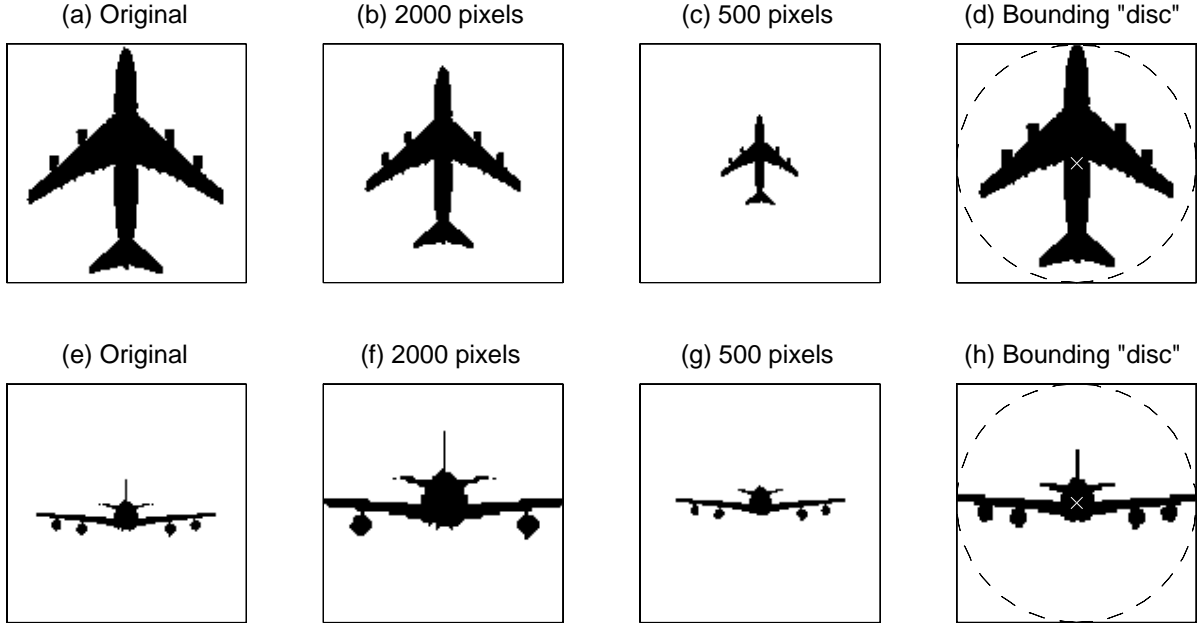 (a) Original
(b) 2000 pixels
(c) 500 pixels
(d) Bounding "disc"
(e) Original
(f) 2000 pixels
(g) 500 pixels
(h) Bounding "disc"